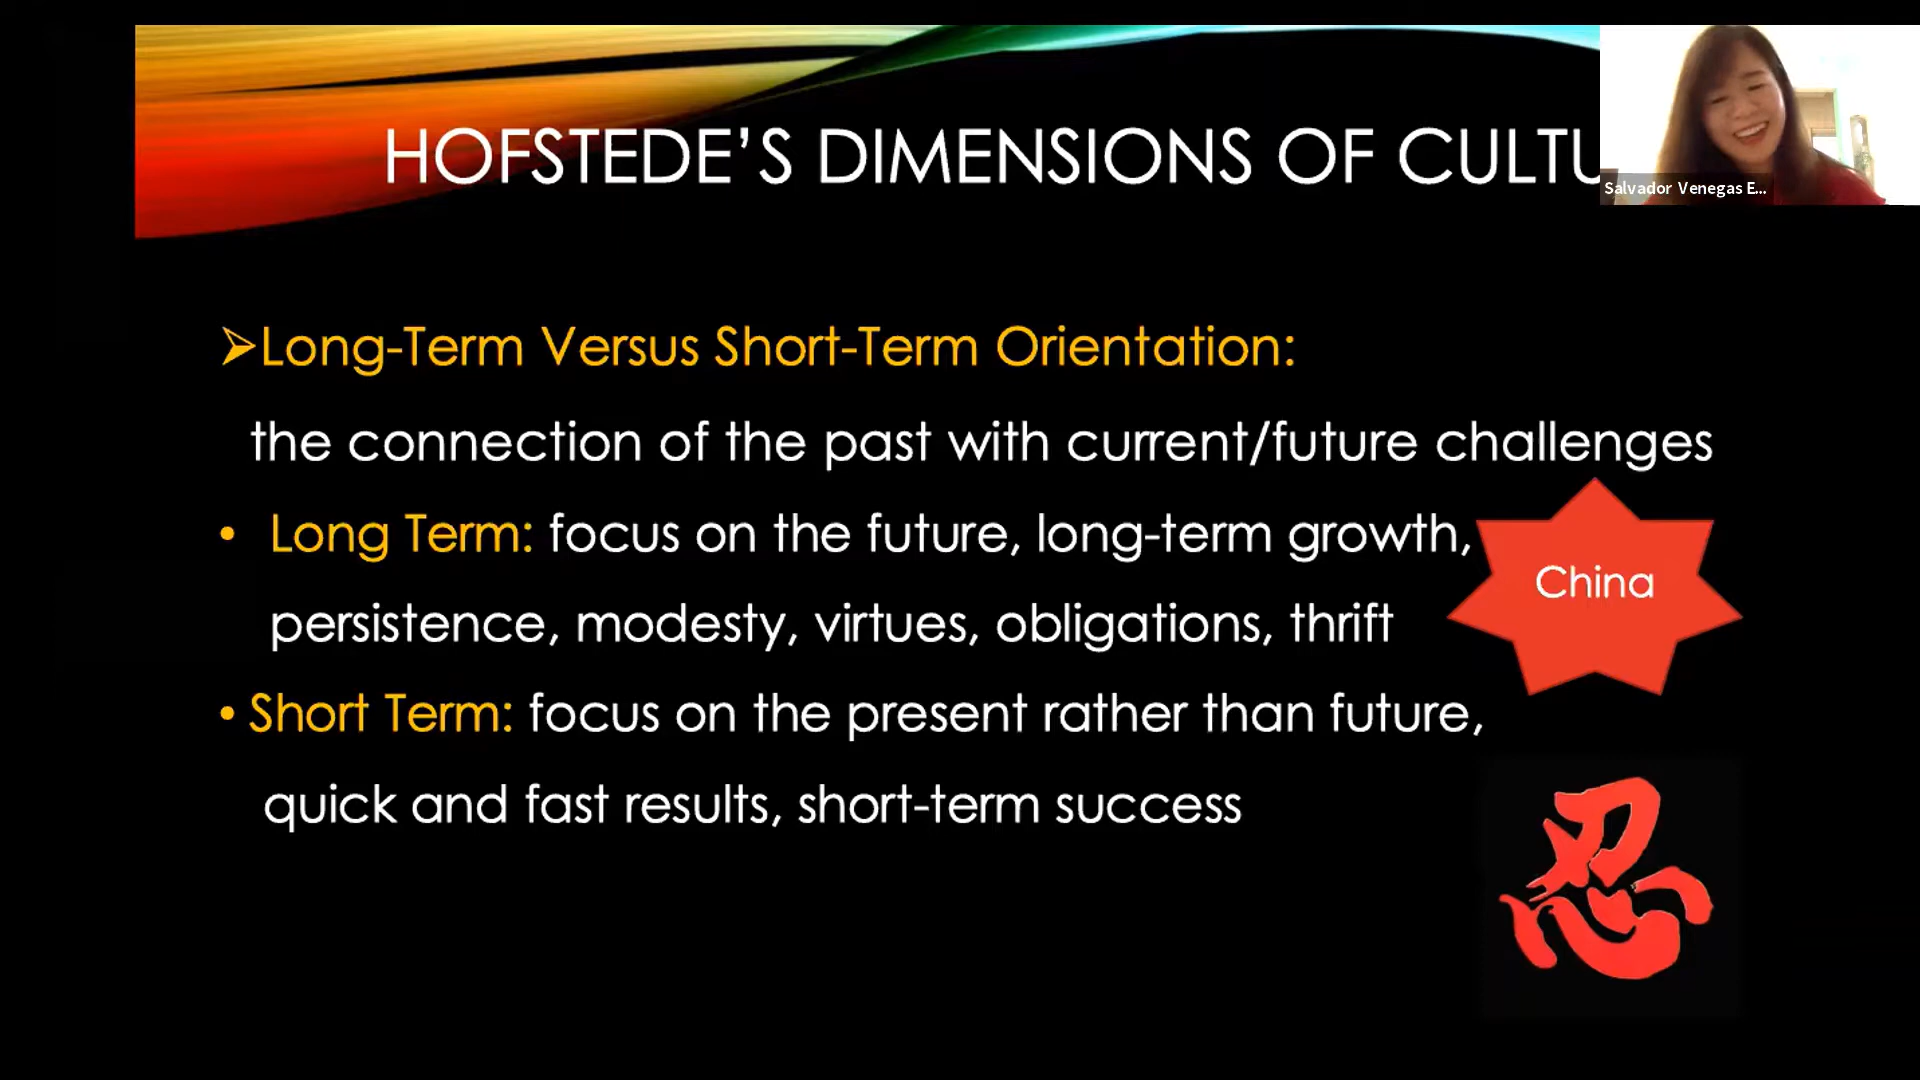 HOFSTEDE’S DIMENSIONS OF CULTU
Salvador Venegas E...
➢Long-Term Versus Short-Term Orientation:
the connection of the past with current/future challenges
• Long Term: focus on the future, long-term growth,
persistence, modesty, virtues, obligations, thrift
China
• Short Term: focus on the present rather than future,
quick and fast results, short-term success
忍